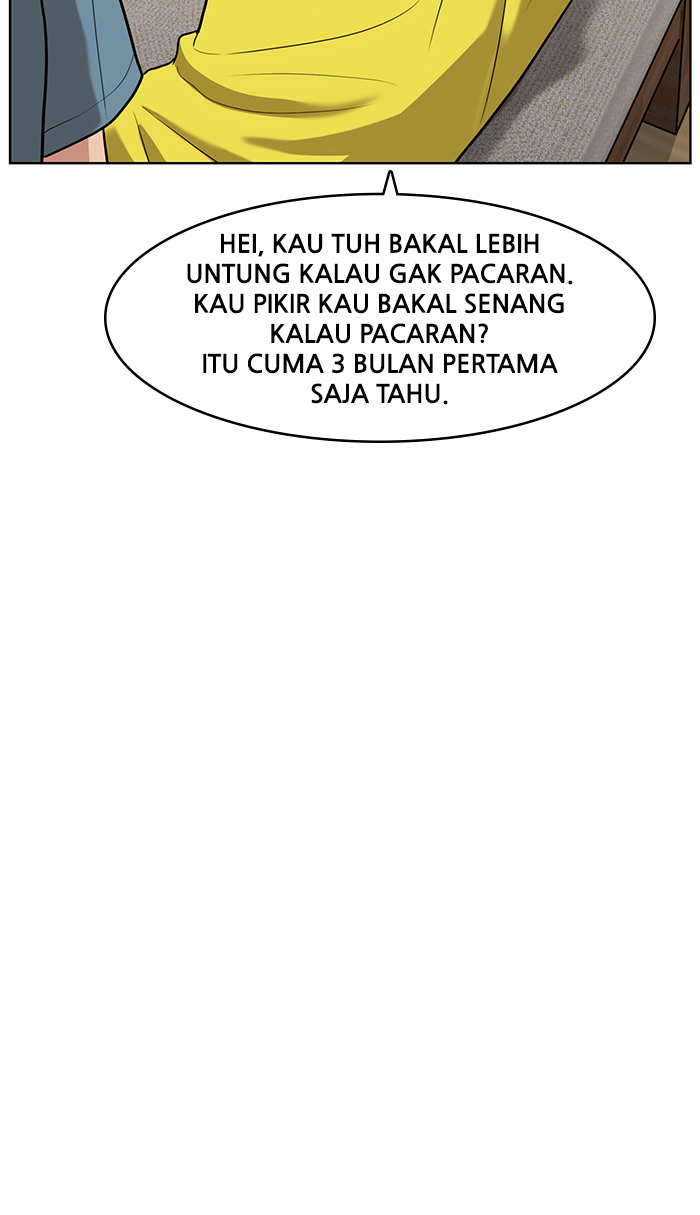 HEI, KAU TUH BAKAL LEBIH
UNTUNG KALAU GAK PACARAN.
KAU PIKIR KAU BAKAL SENANG
KALAU PACARAN?
ITU CUMA 3 BULAN PERTAMA
SAJA TAHU.